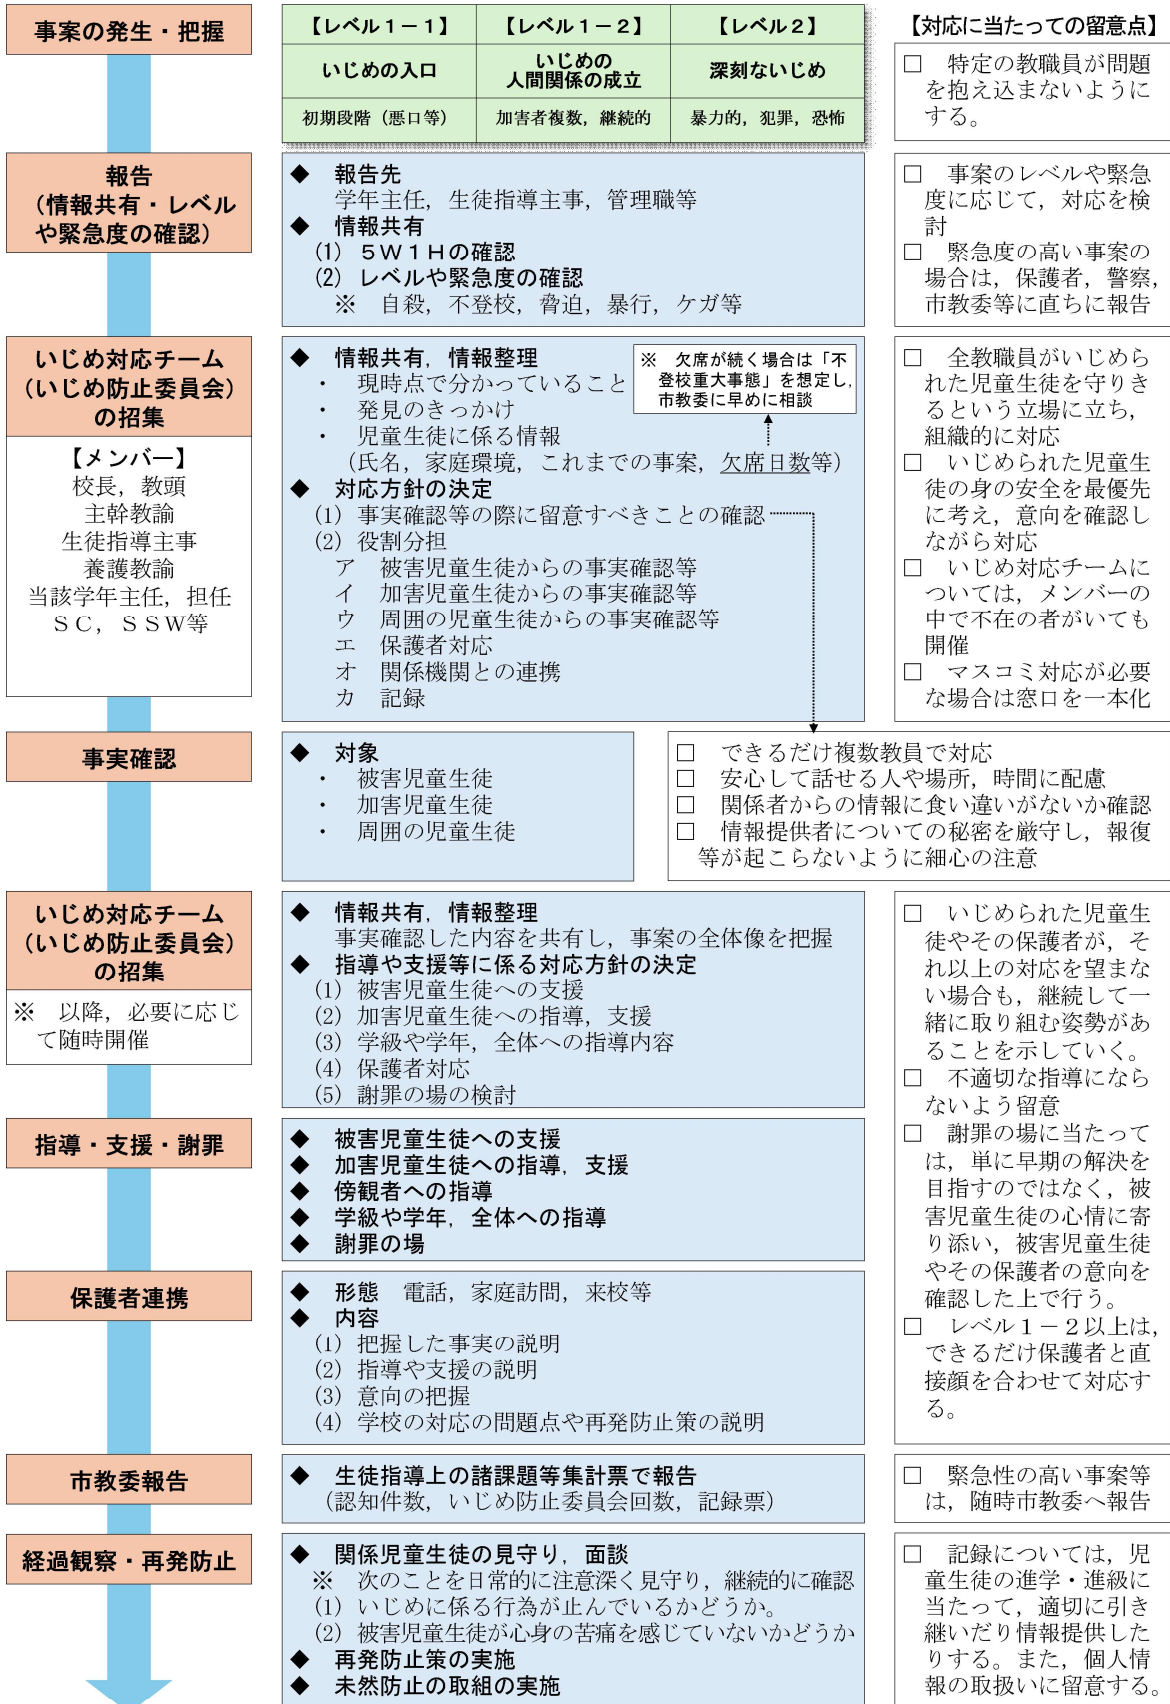 事案の発生・把握
【レベル１－１】
【レベル１－２】
【レベル２】
いじめの入口
いじめの
人間関係の成立
深刻ないじめ
初期段階（悪口等）
加害者複数，継続的
暴力的，犯罪，恐怖
【対応に当たっての留意点】
□　特定の教職員が問題
を抱え込まないように
する。
報告
（情報共有・レベル
や緊急度の確認）
◆　報告先
学年主任，生徒指導主事，管理職等
◆　情報共有
(1) ５Ｗ１Ｈの確認
(2) レベルや緊急度の確認
※　自殺，不登校，脅迫，暴行，ケガ等
□　事案のレベルや緊急
度に応じて，対応を検
討
□　緊急度の高い事案の
場合は，保護者，警察，
市教委等に直ちに報告
いじめ対応チーム
（いじめ防止委員会）
の招集
【メンバー】
校長，教頭
主幹教諭
生徒指導主事
養護教諭
当該学年主任，担任
ＳＣ，ＳＳＷ等
◆　情報共有，情報整理
・　現時点で分かっていること
・　発見のきっかけ
・　児童生徒に係る情報
（氏名，家庭環境，これまでの事案，欠席日数等）
※　欠席が続く場合は「不
登校重大事態」を想定し，
市教委に早めに相談
◆　対応方針の決定
(1) 事実確認等の際に留意すべきことの確認
(2) 役割分担
ア　被害児童生徒からの事実確認等
イ　加害児童生徒からの事実確認等
ウ　周囲の児童生徒からの事実確認等
エ　保護者対応
オ　関係機関との連携
カ　記録
□　全教職員がいじめら
れた児童生徒を守りき
るという立場に立ち，
組織的に対応
□　いじめられた児童生
徒の身の安全を最優先
に考え，意向を確認し
ながら対応
□　いじめ対応チームに
ついては，メンバーの
中で不在の者がいても
開催
□　マスコミ対応が必要
な場合は窓口を一本化
事実確認
◆　対象
・　被害児童生徒
・　加害児童生徒
・　周囲の児童生徒
□　できるだけ複数教員で対応
□　安心して話せる人や場所，時間に配慮
□　関係者からの情報に食い違いがないか確認
□　情報提供者についての秘密を厳守し，報復
等が起こらないように細心の注意
いじめ対応チーム
（いじめ防止委員会）
の招集
※　以降，必要に応じ
て随時開催
◆　情報共有，情報整理
事実確認した内容を共有し，事案の全体像を把握
◆　指導や支援等に係る対応方針の決定
(1) 被害児童生徒への支援
(2) 加害児童生徒への指導，支援
(3) 学級や学年，全体への指導内容
(4) 保護者対応
(5) 謝罪の場の検討
□　いじめられた児童生
徒やその保護者が，そ
れ以上の対応を望まな
い場合も，継続して一
緒に取り組む姿勢があ
ることを示していく。
□　不適切な指導になら
ないよう留意
□　謝罪の場に当たって
は，単に早期の解決を
目指すのではなく，被
害児童生徒の心情に寄
り添い，被害児童生徒
やその保護者の意向を
確認した上で行う。
□　レベル１－２以上は，
できるだけ保護者と直
接顔を合わせて対応す
る。
指導・支援・謝罪
◆　被害児童生徒への支援
◆　加害児童生徒への指導，支援
◆　傍観者への指導
◆　学級や学年，全体への指導
◆　謝罪の場
保護者連携
◆　形態　電話，家庭訪問，来校等
◆　内容
(1) 把握した事実の説明
(2) 指導や支援の説明
(3) 意向の把握
(4) 学校の対応の問題点や再発防止策の説明
市教委報告
◆　生徒指導上の諸課題等集計票で報告
（認知件数，いじめ防止委員会回数，記録票）
□　緊急性の高い事案等
は，随時市教委へ報告
経過観察・再発防止
◆　関係児童生徒の見守り，面談
※　次のことを日常的に注意深く見守り，継続的に確認
(1) いじめに係る行為が止んでいるかどうか。
(2) 被害児童生徒が心身の苦痛を感じていないかどうか
◆　再発防止策の実施
◆　未然防止の取組の実施
□　記録については，児
童生徒の進学・進級に
当たって，適切に引き
継いだり情報提供した
りする。また，個人情
報の取扱いに留意する。